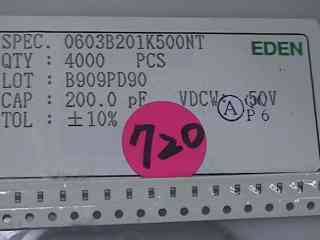 SPEC. 0603B201K500NT
EDEN
QTY : 4000 PCS
LOT : B909PD90
CAP : 200.0 pF VDCW: 50V
A
P6
TOL : ±10%
720